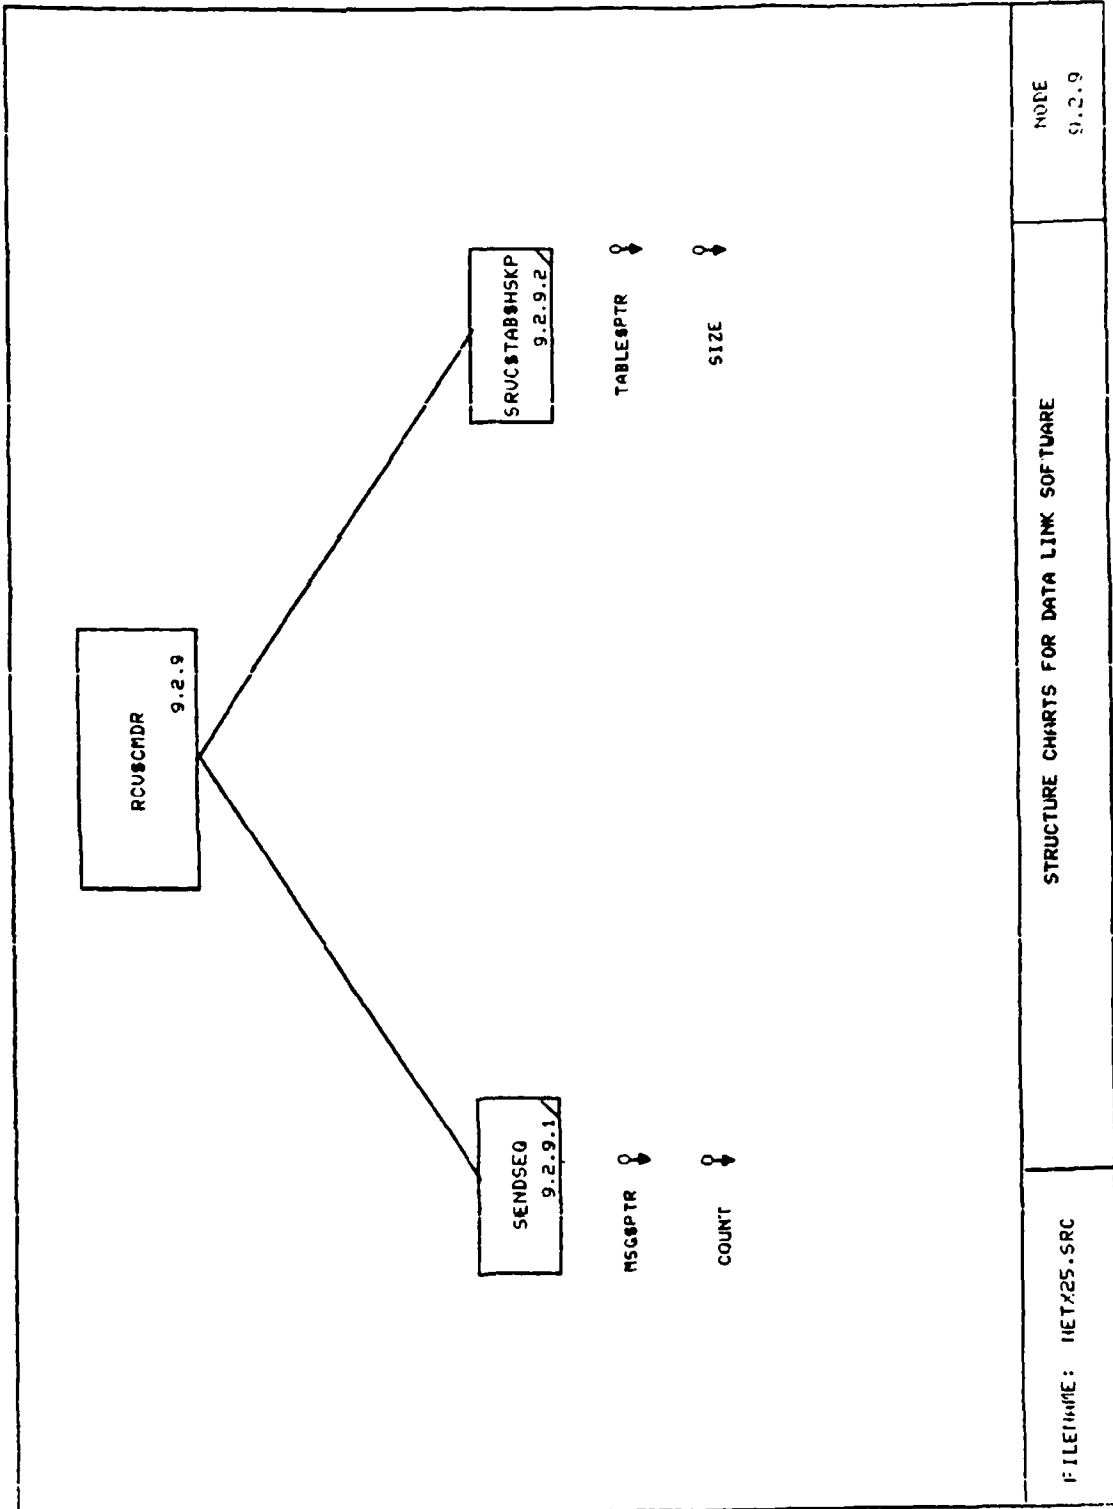 RCV$CMDR
9.2.9
SENDSEQ
9.2.9.1
SRVC$TAB$HSKP
9.2.9.2
MSG$PTR
COUNT
TABLE$PTR
SIZE
FILENAME: NETX25.SRC
STRUCTURE CHARTS FOR DATA LINK SOFTWARE
NODE
9.2.9